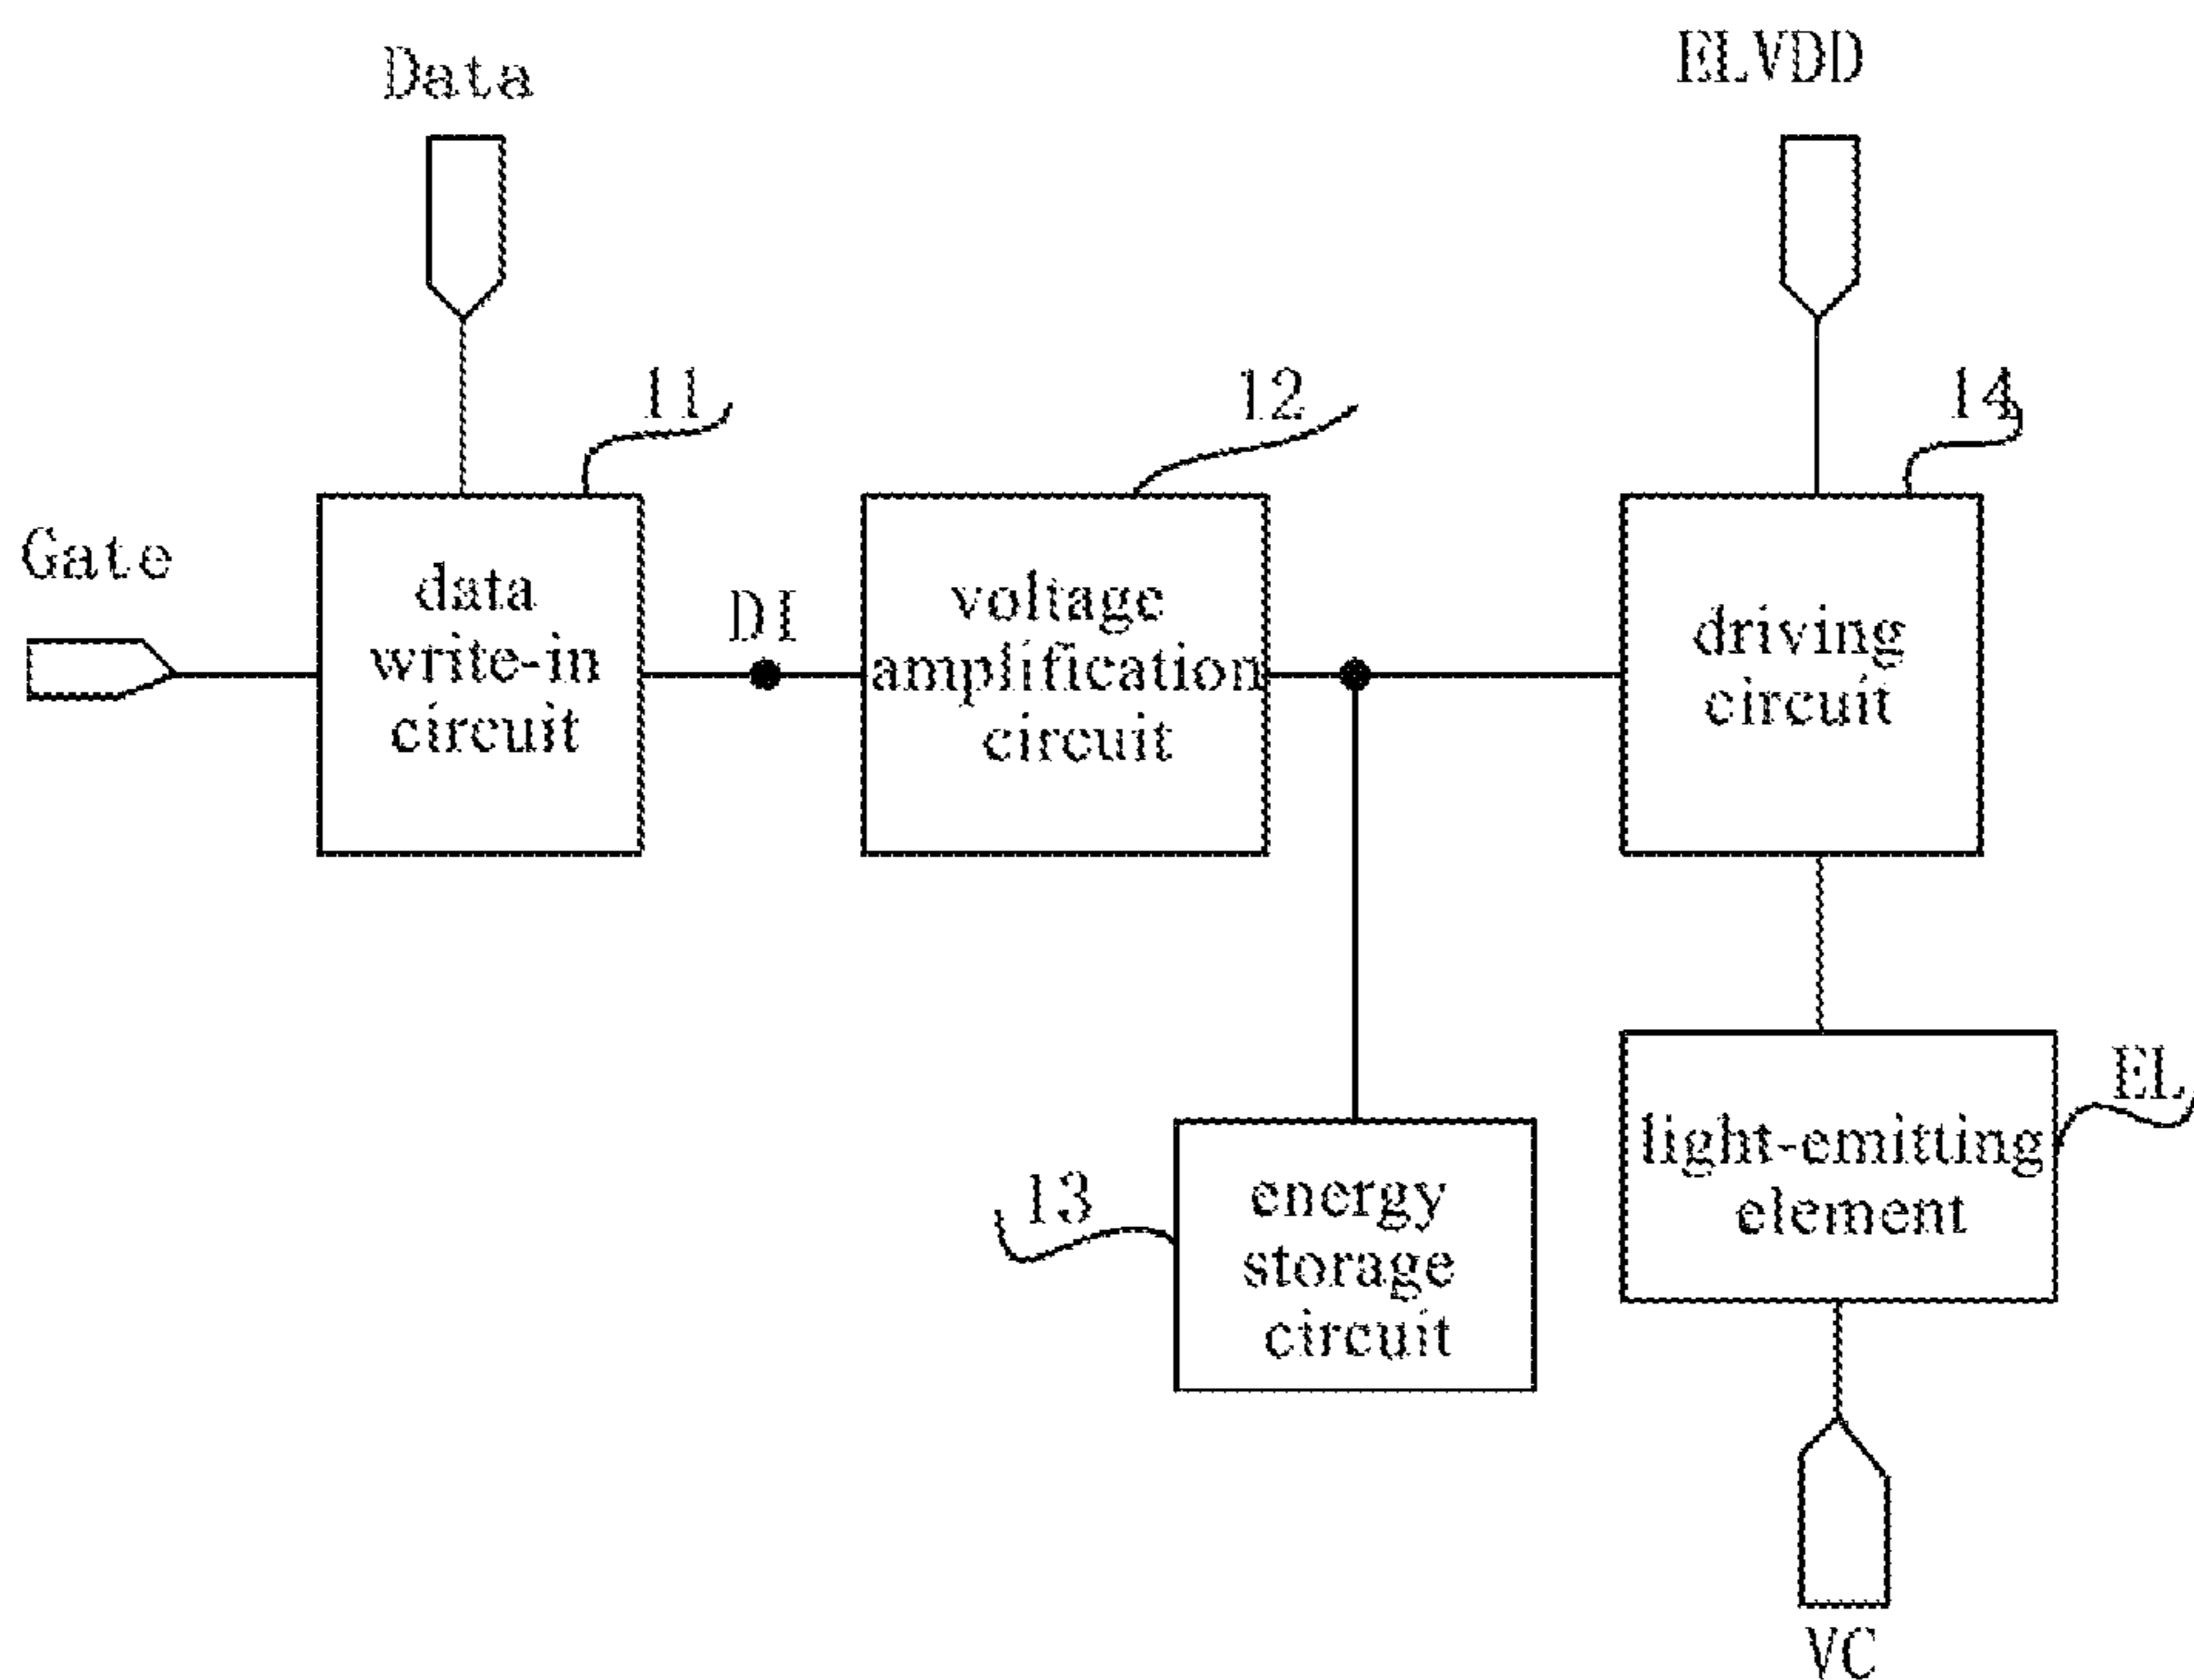 Data
ELVDD
11
12
14
Gate
data
write-in
circuit
DI
voltage
amplification
circuit
driving
circuit
EL
light-emitting
element
13
energy
storage
circuit
VC